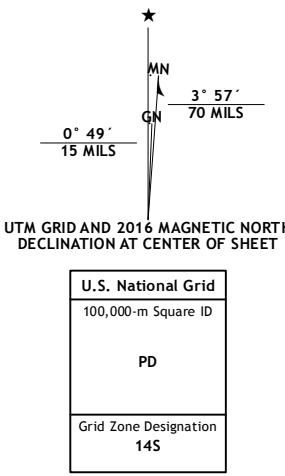 ★
MN
3° 57´
70 MILS
GN
0° 49´
15 MILS
UTM GRID AND 2016 MAGNETIC NORTH
DECLINATION AT CENTER OF SHEET
U.S. National Grid
100,000-m Square ID
PD
Grid Zone Designation
14S